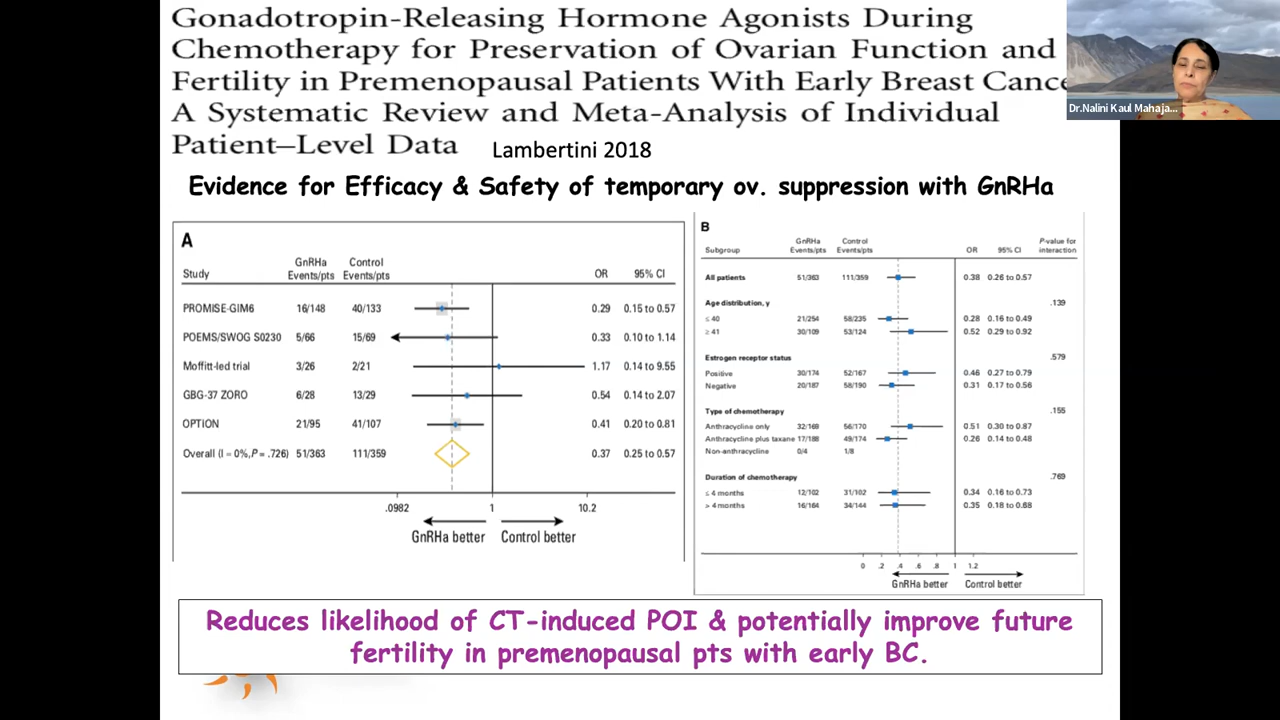 Gonadotropin-Releasing Hormone Agonists During
Chemotherapy for Preservation of Ovarian Function and
Fertility in Premenopausal Patients With Early Breast Cance
A Systematic Review and Meta-Analysis of Individual
Patient–Level Data Lambertini 2018
Dr.Nalini Kaul Mahaja...
Evidence for Efficacy & Safety of temporary ov. suppression with GnRHa
A
GnRHa Control
Study Events/pts Events/pts OR 95% CI
PROMISE-GIM6 16/148 40/133 0.29 0.15 to 0.57
POEMS/SWOG S0230 5/66 15/69 0.33 0.10 to 1.14
Moffitt-led trial 3/26 2/21 1.17 0.14 to 9.55
GBG-37 ZORO 6/28 13/29 0.54 0.14 to 2.07
OPTION 21/95 41/107 0.41 0.20 to 0.81
Overall (I = 0%, P = .726) 51/363 111/359 0.37 0.25 to 0.57
.0982 1 10.2
GnRHa better Control better
B
GnRHa Control P-value for
Subgroup Events/pts Events/pts OR 95% CI interaction
All patients 51/363 111/359 0.38 0.26 to 0.57
Age distribution, y .139
≤ 40 21/254 58/235 0.28 0.16 to 0.49
≥ 41 30/109 53/124 0.52 0.29 to 0.92
Estrogen receptor status .579
Positive 30/174 52/167 0.46 0.27 to 0.79
Negative 20/187 58/190 0.31 0.17 to 0.56
Type of chemotherapy .155
Anthracycline only 32/169 56/170 0.51 0.30 to 0.87
Anthracycline plus taxane 17/188 49/174 0.26 0.14 to 0.48
Non-anthracycline 0/4 1/8
Duration of chemotherapy .769
≤ 4 months 12/102 31/102 0.34 0.16 to 0.73
> 4 months 16/164 34/144 0.35 0.18 to 0.68
0 .2 .4 .6 .8 1 1.2
GnRHa better Control better
Reduces likelihood of CT-induced POI & potentially improve future
fertility in premenopausal pts with early BC.